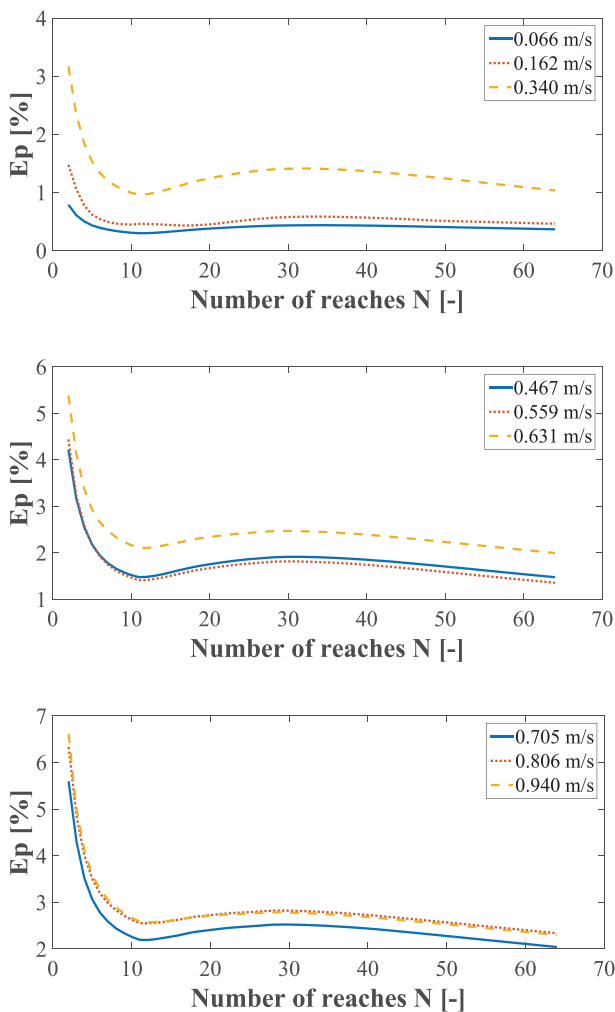 4
3
2
1
0
Ep [%]
0.066 m/s
0.162 m/s
0.340 m/s
0 10 20 30 40 50 60 70
Number of reaches N [-]
6
5
4
3
2
1
Ep [%]
0.467 m/s
0.559 m/s
0.631 m/s
0 10 20 30 40 50 60 70
Number of reaches N [-]
7
6
5
4
3
2
Ep [%]
0.705 m/s
0.806 m/s
0.940 m/s
0 10 20 30 40 50 60 70
Number of reaches N [-]